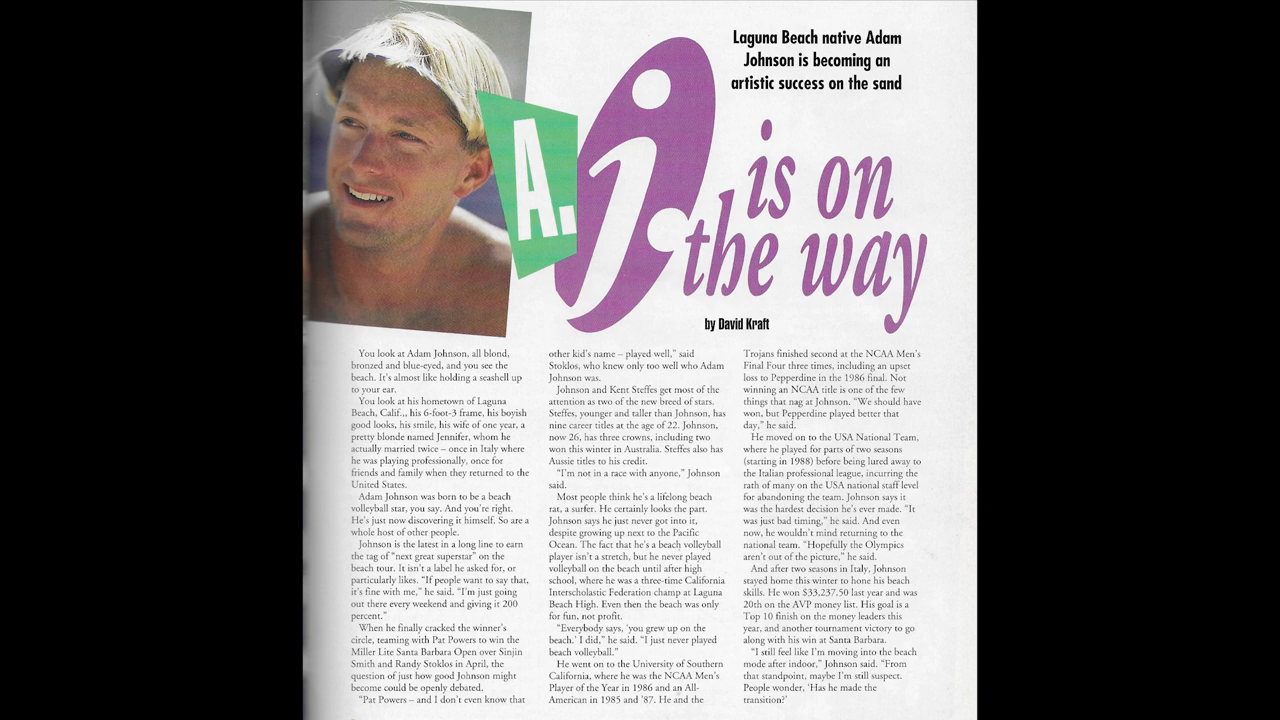 Laguna Beach native Adam
Johnson is becoming an
artistic success on the sand
A.
j.
is on
the way
by David Kraft
You look at Adam Johnson, all blond,
bronzed and blue-eyed, and you see the
beach. It's almost like holding a seashell up
to your ear.
You look at his hometown of Laguna
Beach, Calif.,, his 6-foot-3 frame, his boyish
good looks, his smile, his wife of one year, a
pretty blonde named Jennifer, whom he
actually married twice – once in Italy where
he was playing professionally, once for
friends and family when they returned to the
United States.
Adam Johnson was born to be a beach
volleyball star, you say. And you're right.
He's just now discovering it himself. So are a
whole host of other people.
Johnson is the latest in a long line to earn
the tag of "next great superstar" on the
beach tour. It isn't a label he asked for, or
particularly likes. "If people want to say that,
it's fine with me," he said. "I'm just going
out there every weekend and giving it 200
percent."
When he finally cracked the winner's
circle, teaming with Pat Powers to win the
Miller Lite Santa Barbara Open over Sinjin
Smith and Randy Stoklos in April, the
question of just how good Johnson might
become could be openly debated.
"Pat Powers – and I don't even know that
other kid's name – played well," said
Stoklos, who knew only too well who Adam
Johnson was.
Johnson and Kent Steffes get most of the
attention as two of the new breed of stars.
Steffes, younger and taller than Johnson, has
nine career titles at the age of 22. Johnson,
now 26, has three crowns, including two
won this winter in Australia. Steffes also has
Aussie titles to his credit.
"I'm not in a race with anyone," Johnson
said.
Most people think he's a lifelong beach
rat, a surfer. He certainly looks the part.
Johnson says he just never got into it,
despite growing up next to the Pacific
Ocean. The fact that he's a beach volleyball
player isn't a stretch, but he never played
volleyball on the beach until after high
school, where he was a three-time California
Interscholastic Federation champ at Laguna
Beach High. Even then the beach was only
for fun, not profit.
"Everybody says, 'you grew up on the
beach.' I did," he said. "I just never played
beach volleyball."
He went on to the University of Southern
California, where he was the NCAA Men's
Player of the Year in 1986 and an All-
American in 1985 and '87. He and the
Trojans finished second at the NCAA Men's
Final Four three times, including an upset
loss to Pepperdine in the 1986 final. Not
winning an NCAA title is one of the few
things that nag at Johnson. "We should have
won, but Pepperdine played better that
day," he said.
He moved on to the USA National Team,
where he played for parts of two seasons
(starting in 1988) before being lured away to
the Italian professional league, incurring the
rath of many on the USA national staff level
for abandoning the team. Johnson says it
was the hardest decision he's ever made. "It
was just bad timing," he said. And even
now, he wouldn't mind returning to the
national team. "Hopefully the Olympics
aren't out of the picture," he said.
And after two seasons in Italy, Johnson
stayed home this winter to hone his beach
skills. He won $33,237.50 last year and was
20th on the AVP money list. His goal is a
Top 10 finish on the money leaders this
year, and another tournament victory to go
along with his win at Santa Barbara.
"I still feel like I'm moving into the beach
mode after indoor," Johnson said. "From
that standpoint, maybe I'm still suspect.
People wonder, 'Has he made the
transition?'